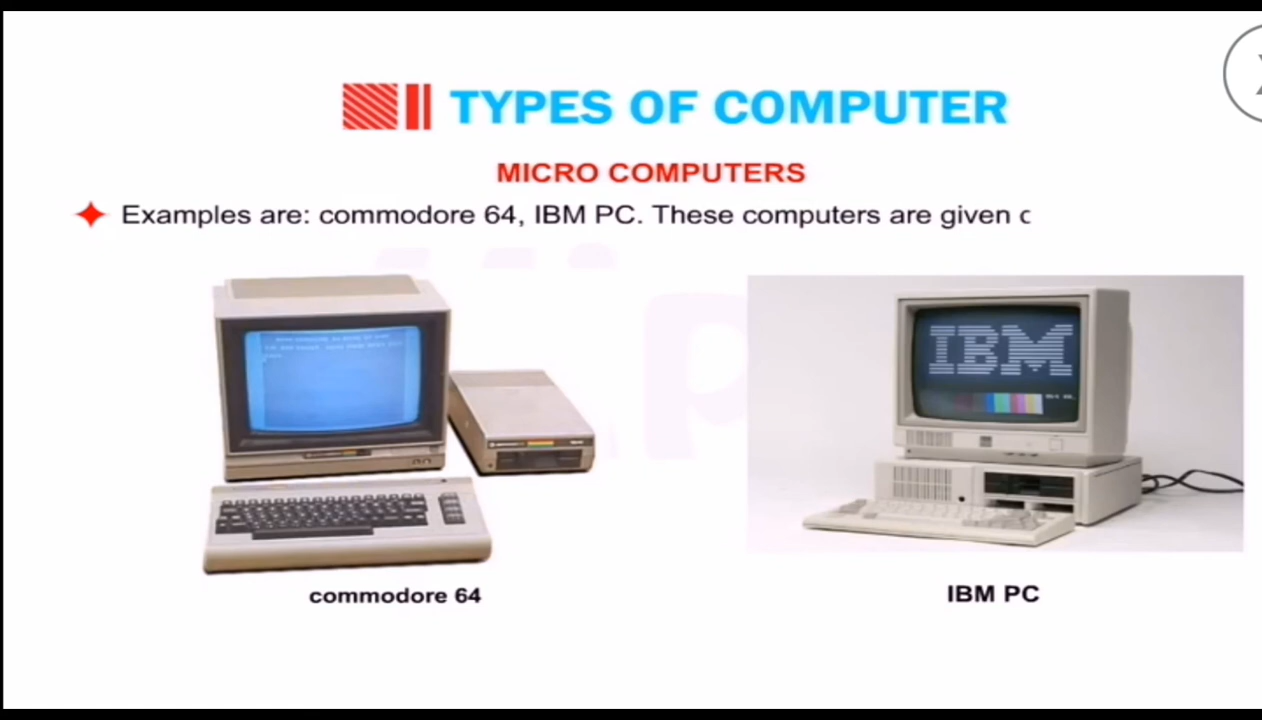 TYPES OF COMPUTER
MICRO COMPUTERS
Examples are: commodore 64, IBM PC. These computers are given c
IBM
commodore 64
IBM PC